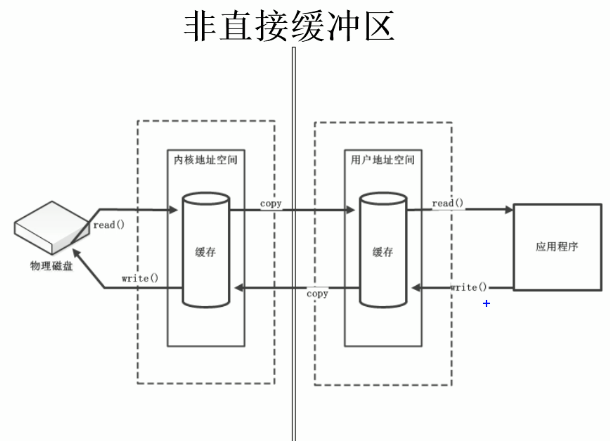 非直接缓冲区
内核地址空间
用户地址空间
copy
read()
read()
缓存
缓存
应用程序
物理磁盘
write()
copy
write()